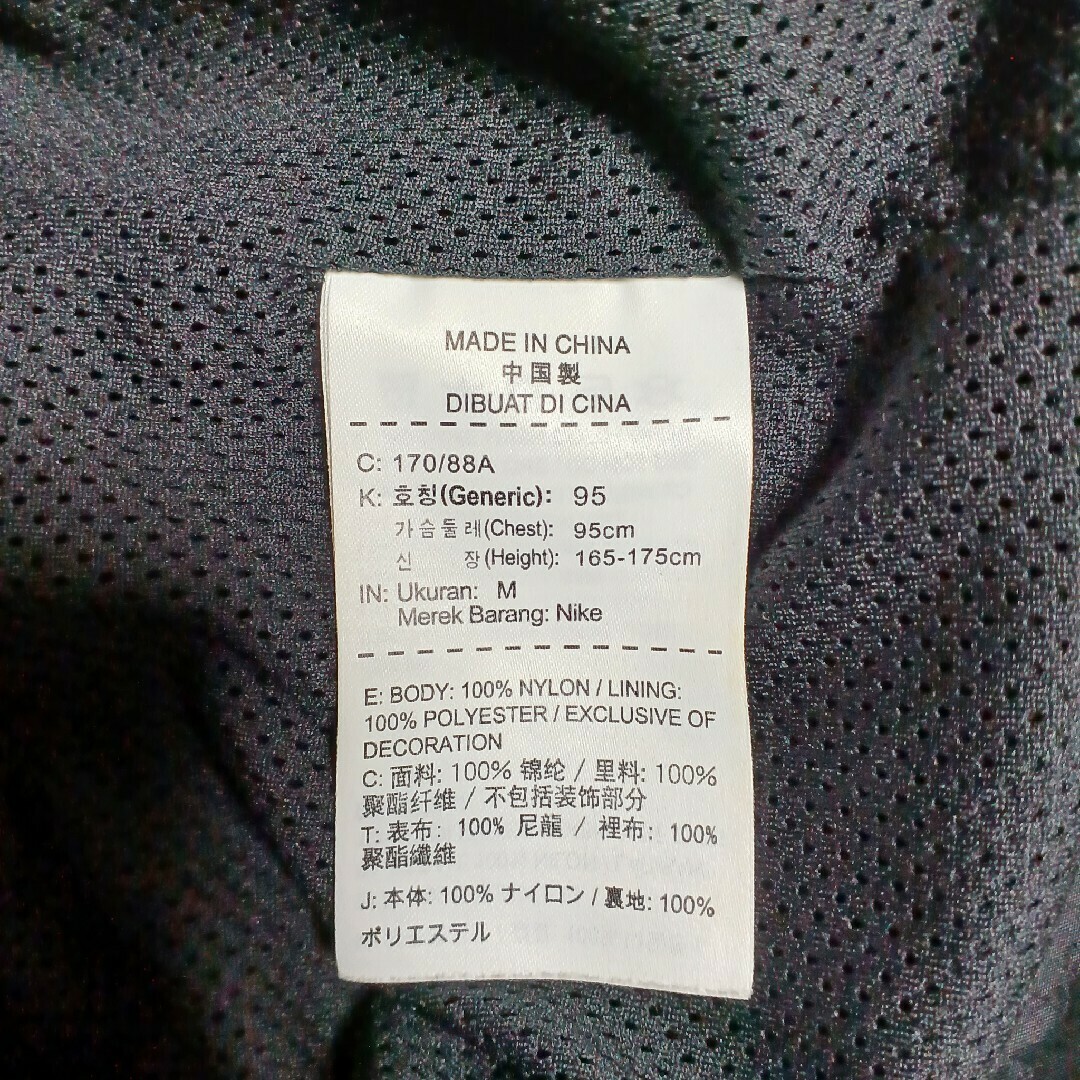 MADE IN CHINA
中国製
DIBUAT DI CINA
C: 170/88A
K: 호칭(Generic): 95
가슴둘레(Chest): 95cm
신 장(Height): 165-175cm
IN: Ukuran: M
Merek Barang: Nike
E: BODY: 100% NYLON / LINING:
100% POLYESTER / EXCLUSIVE OF
DECORATION
C: 面料: 100% 锦纶 / 里料: 100%
聚酯纤维 / 不包括装饰部分
T: 表布: 100% 尼龍 / 裡布: 100%
聚酯纖維
J: 本体: 100% ナイロン / 裏地: 100%
ポリエステル